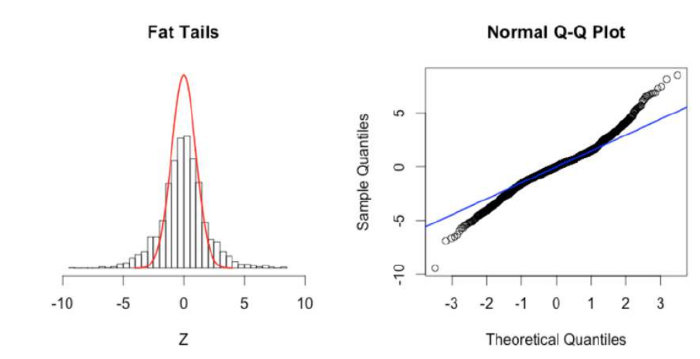 Fat Tails
-10 -5 0 5 10
Z
Normal Q-Q Plot
Sample Quantiles
5
0
-5
-10
-3 -2 -1 0 1 2 3
Theoretical Quantiles